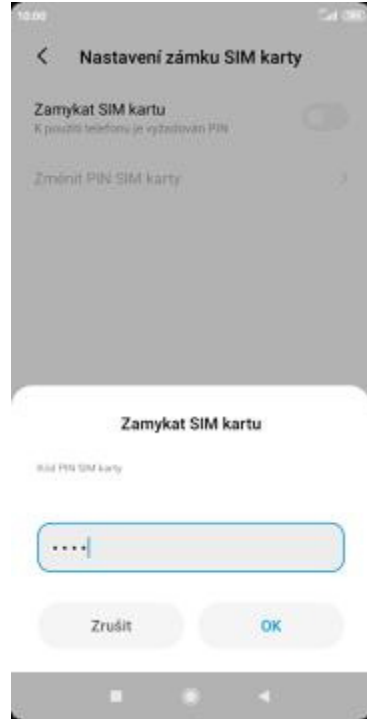 10:00
Nastavení zámku SIM karty
Zamykat SIM kartu
K použití telefonu je vyžadován PIN
Změnit PIN SIM karty
Zamykat SIM kartu
Kód PIN SIM karty
••••
Zrušit
OK